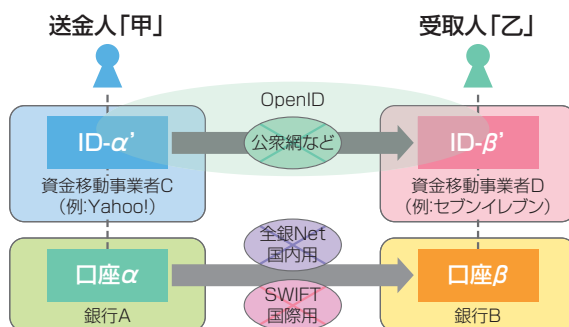 送金人「甲」
受取人「乙」
OpenID
ID-α’
公衆網など
ID-β’
資金移動事業者C
(例:Yahoo!)
資金移動事業者D
(例:セブンイレブン)
全銀Net
国内用
口座α
口座β
SWIFT
国際用
銀行A
銀行B